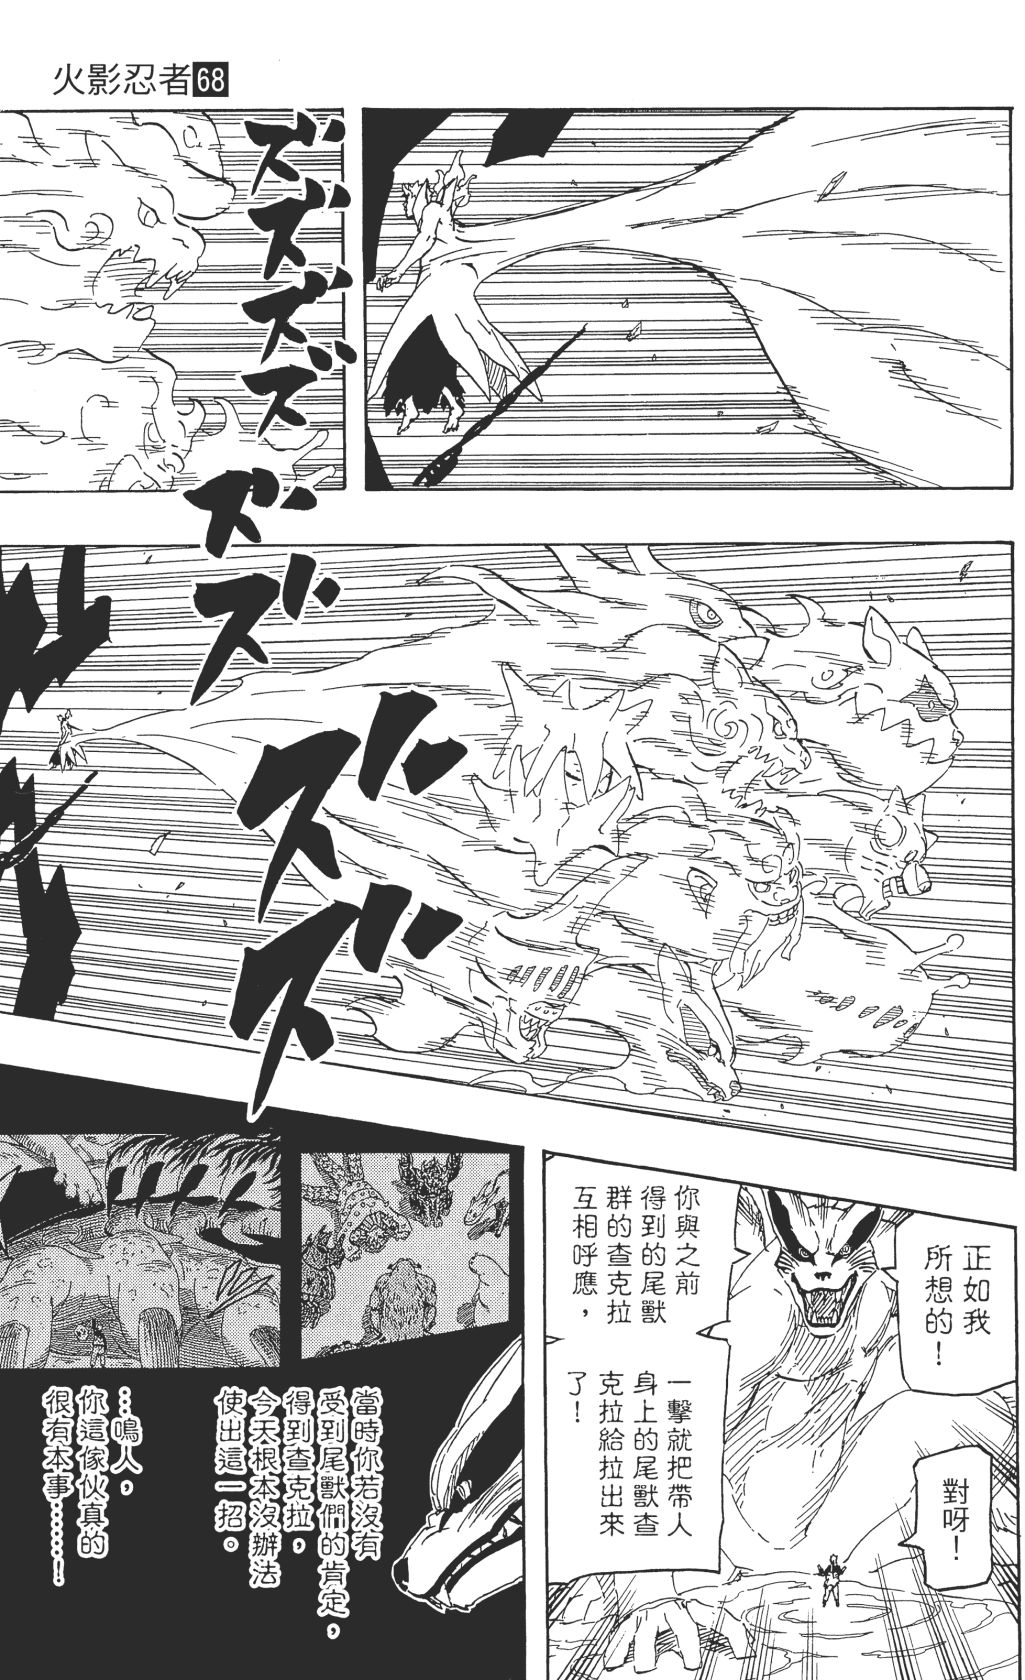 火影忍者68
ズズズズ
ズズ
ズズ
正如我
所想的！
你與之前
得到的尾獸
群的查克拉
互相呼應，
一擊就把帶人
身上的尾獸查
克拉給拉出來
了！
對呀！
當時你若沒有
受到尾獸們的肯定，
得到查克拉，
今天根本沒辦法
使出這一招。
…鳴人，
你這傢伙真的
很有本事……！